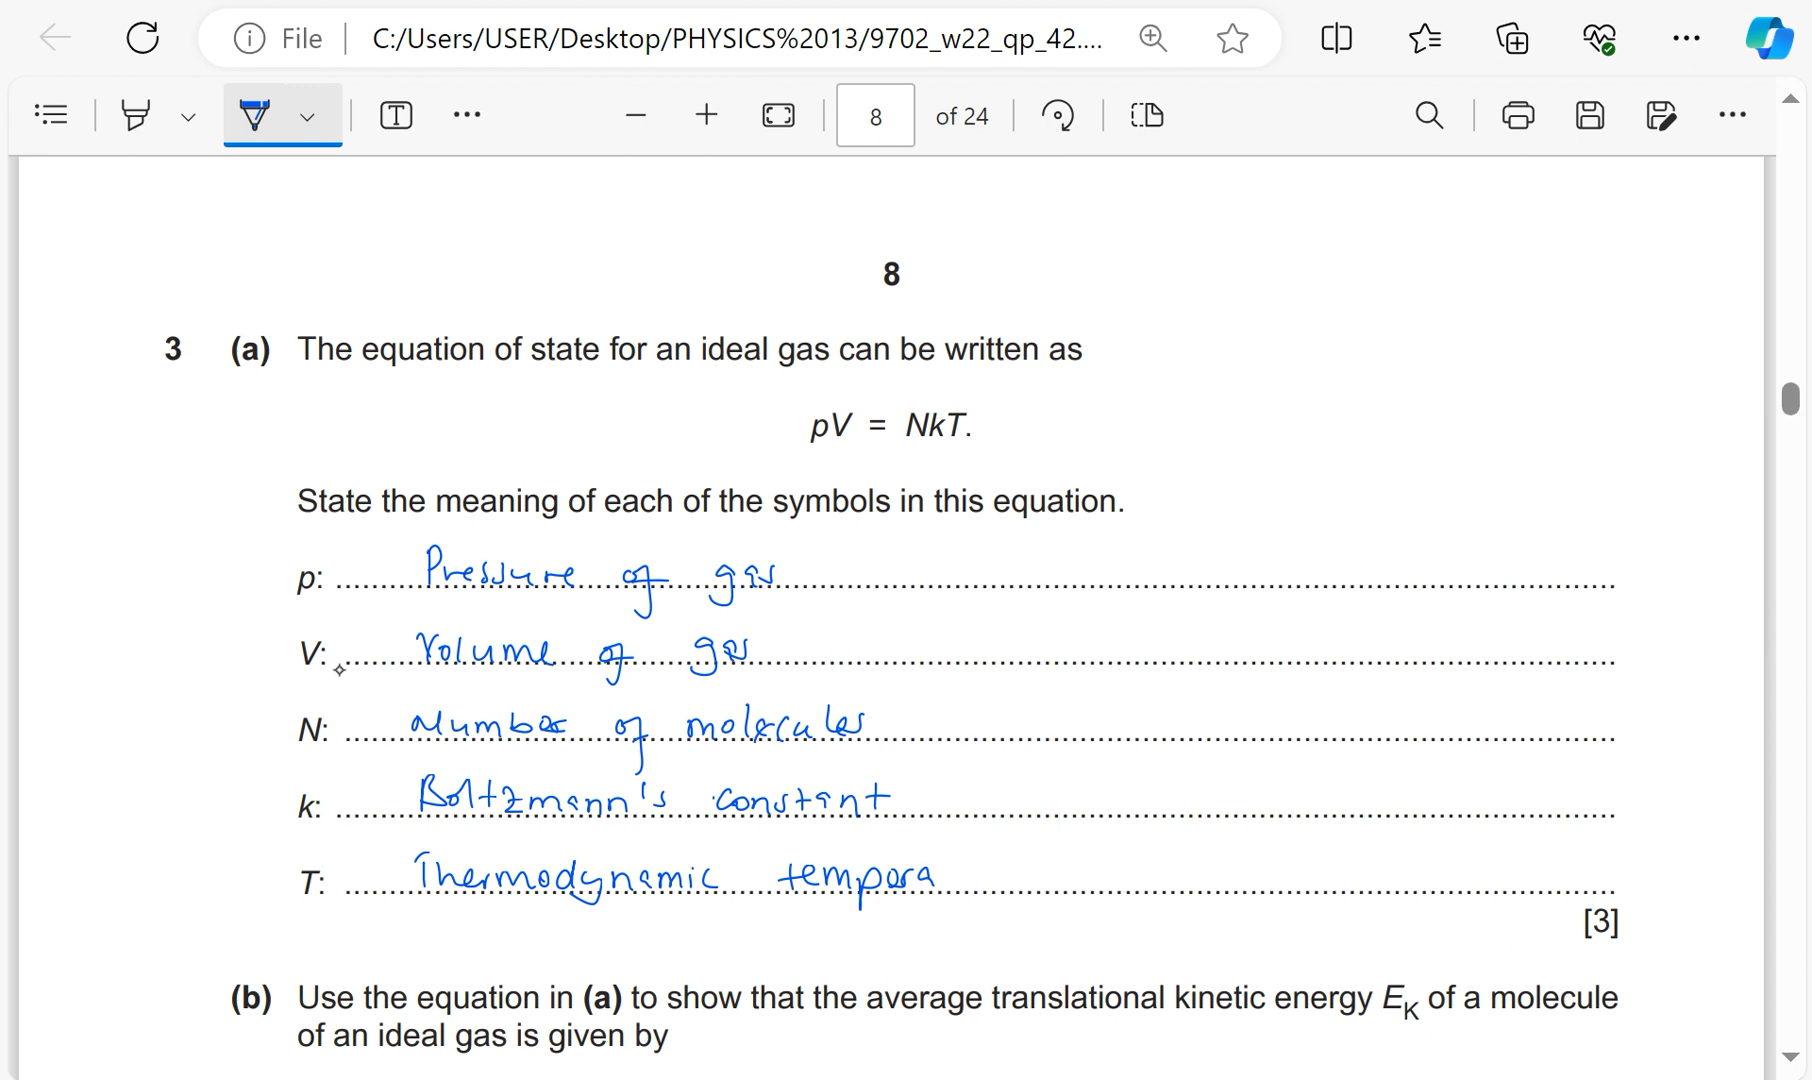 File C:/Users/USER/Desktop/PHYSICS%2013/9702_w22_qp_42....
8 of 24
8
3 (a) The equation of state for an ideal gas can be written as
pV = NkT.
State the meaning of each of the symbols in this equation.
p: Pressure of gas
V: Volume of gas
N: Number of molecules
k: Boltzmann's constant
T: Thermodynamic tempera
[3]
(b) Use the equation in (a) to show that the average translational kinetic energy EK of a molecule
of an ideal gas is given by